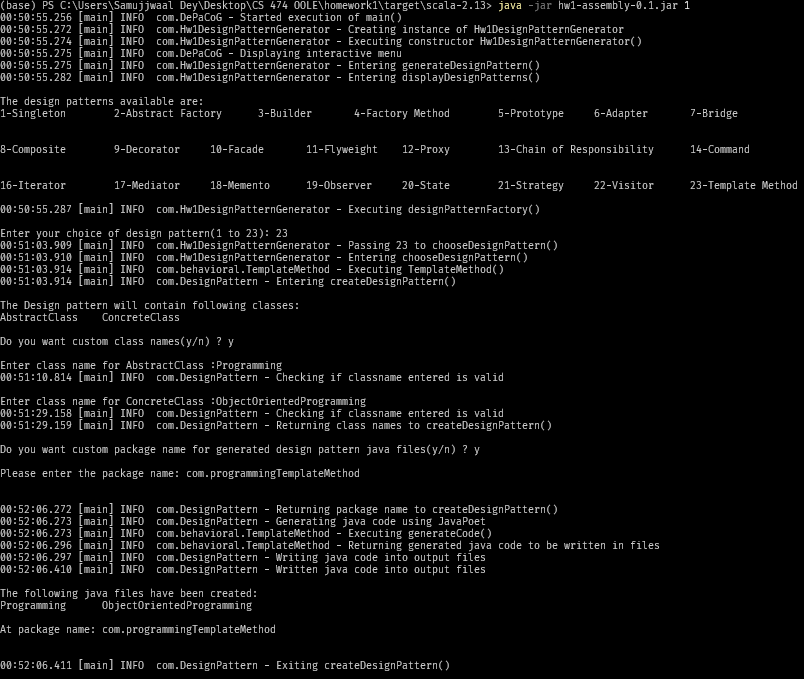 (base) PS C:\Users\Samujjwaal Dey\Desktop\CS 474 OOLE\homework1\target\scala-2.13> java -jar hw1-assembly-0.1.jar 1
00:50:55.256 [main] INFO  com.DePaCoG - Started execution of main()
00:50:55.272 [main] INFO  com.Hw1DesignPatternGenerator - Creating instance of Hw1DesignPatternGenerator
00:50:55.274 [main] INFO  com.Hw1DesignPatternGenerator - Executing constructor Hw1DesignPatternGenerator()
00:50:55.275 [main] INFO  com.DePaCoG - Displaying interactive menu
00:50:55.275 [main] INFO  com.Hw1DesignPatternGenerator - Entering generateDesignPattern()
00:50:55.282 [main] INFO  com.Hw1DesignPatternGenerator - Entering displayDesignPatterns()
The design patterns available are:
1-Singleton        2-Abstract Factory      3-Builder       4-Factory Method        5-Prototype     6-Adapter       7-Bridge
8-Composite        9-Decorator     10-Facade       11-Flyweight    12-Proxy        13-Chain of Responsibility      14-Command
16-Iterator        17-Mediator     18-Memento      19-Observer     20-State        21-Strategy     22-Visitor      23-Template Method
00:50:55.287 [main] INFO  com.Hw1DesignPatternGenerator - Executing designPatternFactory()
Enter your choice of design pattern(1 to 23): 23
00:51:03.909 [main] INFO  com.Hw1DesignPatternGenerator - Passing 23 to chooseDesignPattern()
00:51:03.910 [main] INFO  com.Hw1DesignPatternGenerator - Entering chooseDesignPattern()
00:51:03.914 [main] INFO  com.behavioral.TemplateMethod - Executing TemplateMethod()
00:51:03.914 [main] INFO  com.DesignPattern - Entering createDesignPattern()
The Design pattern will contain following classes:
AbstractClass    ConcreteClass
Do you want custom class names(y/n) ? y
Enter class name for AbstractClass :Programming
00:51:10.814 [main] INFO  com.DesignPattern - Checking if classname entered is valid
Enter class name for ConcreteClass :ObjectOrientedProgramming
00:51:29.158 [main] INFO  com.DesignPattern - Checking if classname entered is valid
00:51:29.159 [main] INFO  com.DesignPattern - Returning class names to createDesignPattern()
Do you want custom package name for generated design pattern java files(y/n) ? y
Please enter the package name: com.programmingTemplateMethod
00:52:06.272 [main] INFO  com.DesignPattern - Returning package name to createDesignPattern()
00:52:06.273 [main] INFO  com.DesignPattern - Generating java code using JavaPoet
00:52:06.273 [main] INFO  com.behavioral.TemplateMethod - Executing generateCode()
00:52:06.296 [main] INFO  com.behavioral.TemplateMethod - Returning generated java code to be written in files
00:52:06.297 [main] INFO  com.DesignPattern - Writing java code into output files
00:52:06.410 [main] INFO  com.DesignPattern - Written java code into output files
The following java files have been created:
Programming      ObjectOrientedProgramming
At package name: com.programmingTemplateMethod
00:52:06.411 [main] INFO  com.DesignPattern - Exiting createDesignPattern()